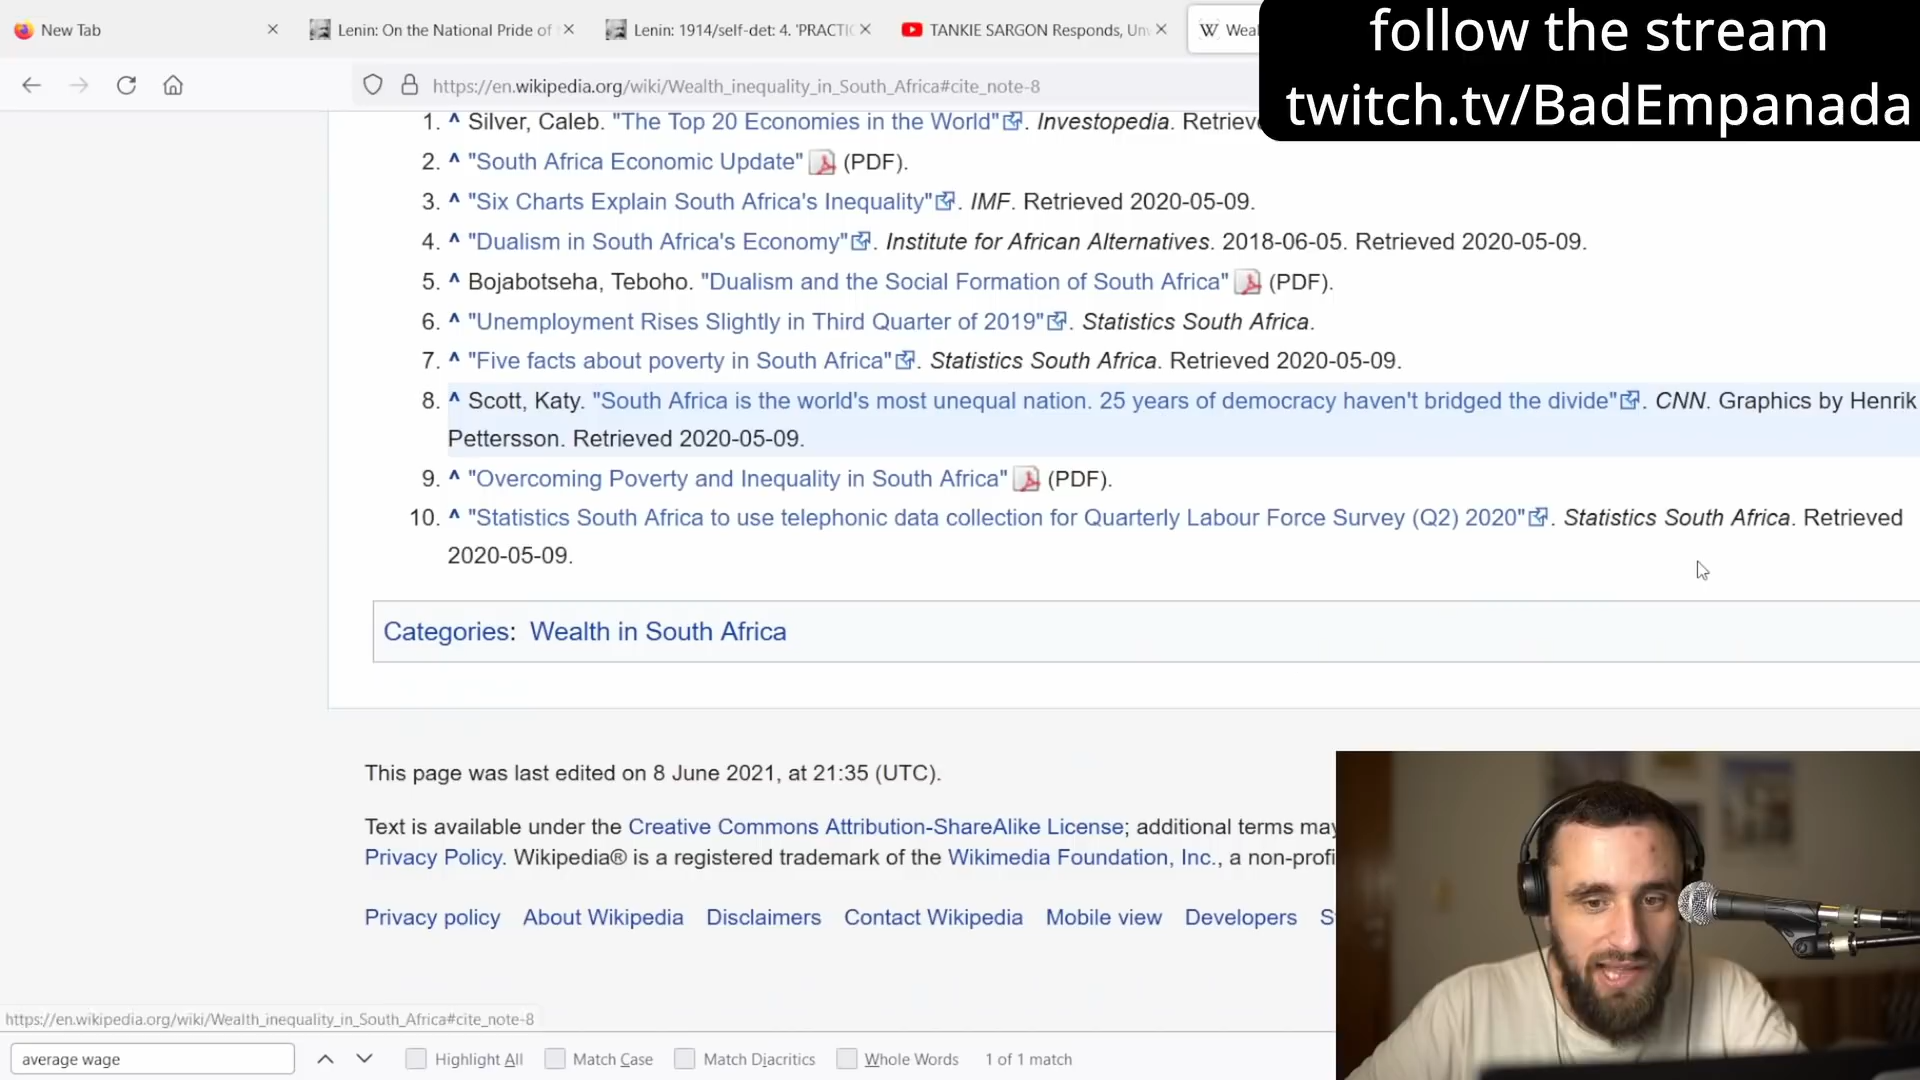 New Tab
Lenin: On the National Pride of
Lenin: 1914/self-det: 4. 'PRACTIC
TANKIE SARGON Responds, Un
W Weal
follow the stream
twitch.tv/BadEmpanada
https://en.wikipedia.org/wiki/Wealth_inequality_in_South_Africa#cite_note-8
1. ^ Silver, Caleb. "The Top 20 Economies in the World". Investopedia. Retrieve
2. ^ "South Africa Economic Update" (PDF).
3. ^ "Six Charts Explain South Africa's Inequality". IMF. Retrieved 2020-05-09.
4. ^ "Dualism in South Africa's Economy". Institute for African Alternatives. 2018-06-05. Retrieved 2020-05-09.
5. ^ Bojabotseha, Teboho. "Dualism and the Social Formation of South Africa" (PDF).
6. ^ "Unemployment Rises Slightly in Third Quarter of 2019". Statistics South Africa.
7. ^ "Five facts about poverty in South Africa". Statistics South Africa. Retrieved 2020-05-09.
8. ^ Scott, Katy. "South Africa is the world's most unequal nation. 25 years of democracy haven't bridged the divide". CNN. Graphics by Henrik
Pettersson. Retrieved 2020-05-09.
9. ^ "Overcoming Poverty and Inequality in South Africa" (PDF).
10. ^ "Statistics South Africa to use telephonic data collection for Quarterly Labour Force Survey (Q2) 2020". Statistics South Africa. Retrieved
2020-05-09.
Categories: Wealth in South Africa
This page was last edited on 8 June 2021, at 21:35 (UTC).
Text is available under the Creative Commons Attribution-ShareAlike License; additional terms may
Privacy Policy. Wikipedia® is a registered trademark of the Wikimedia Foundation, Inc., a non-profi
Privacy policy About Wikipedia Disclaimers Contact Wikipedia Mobile view Developers S
https://en.wikipedia.org/wiki/Wealth_inequality_in_South_Africa#cite_note-8
average wage
Highlight All Match Case Match Diacritics Whole Words 1 of 1 match